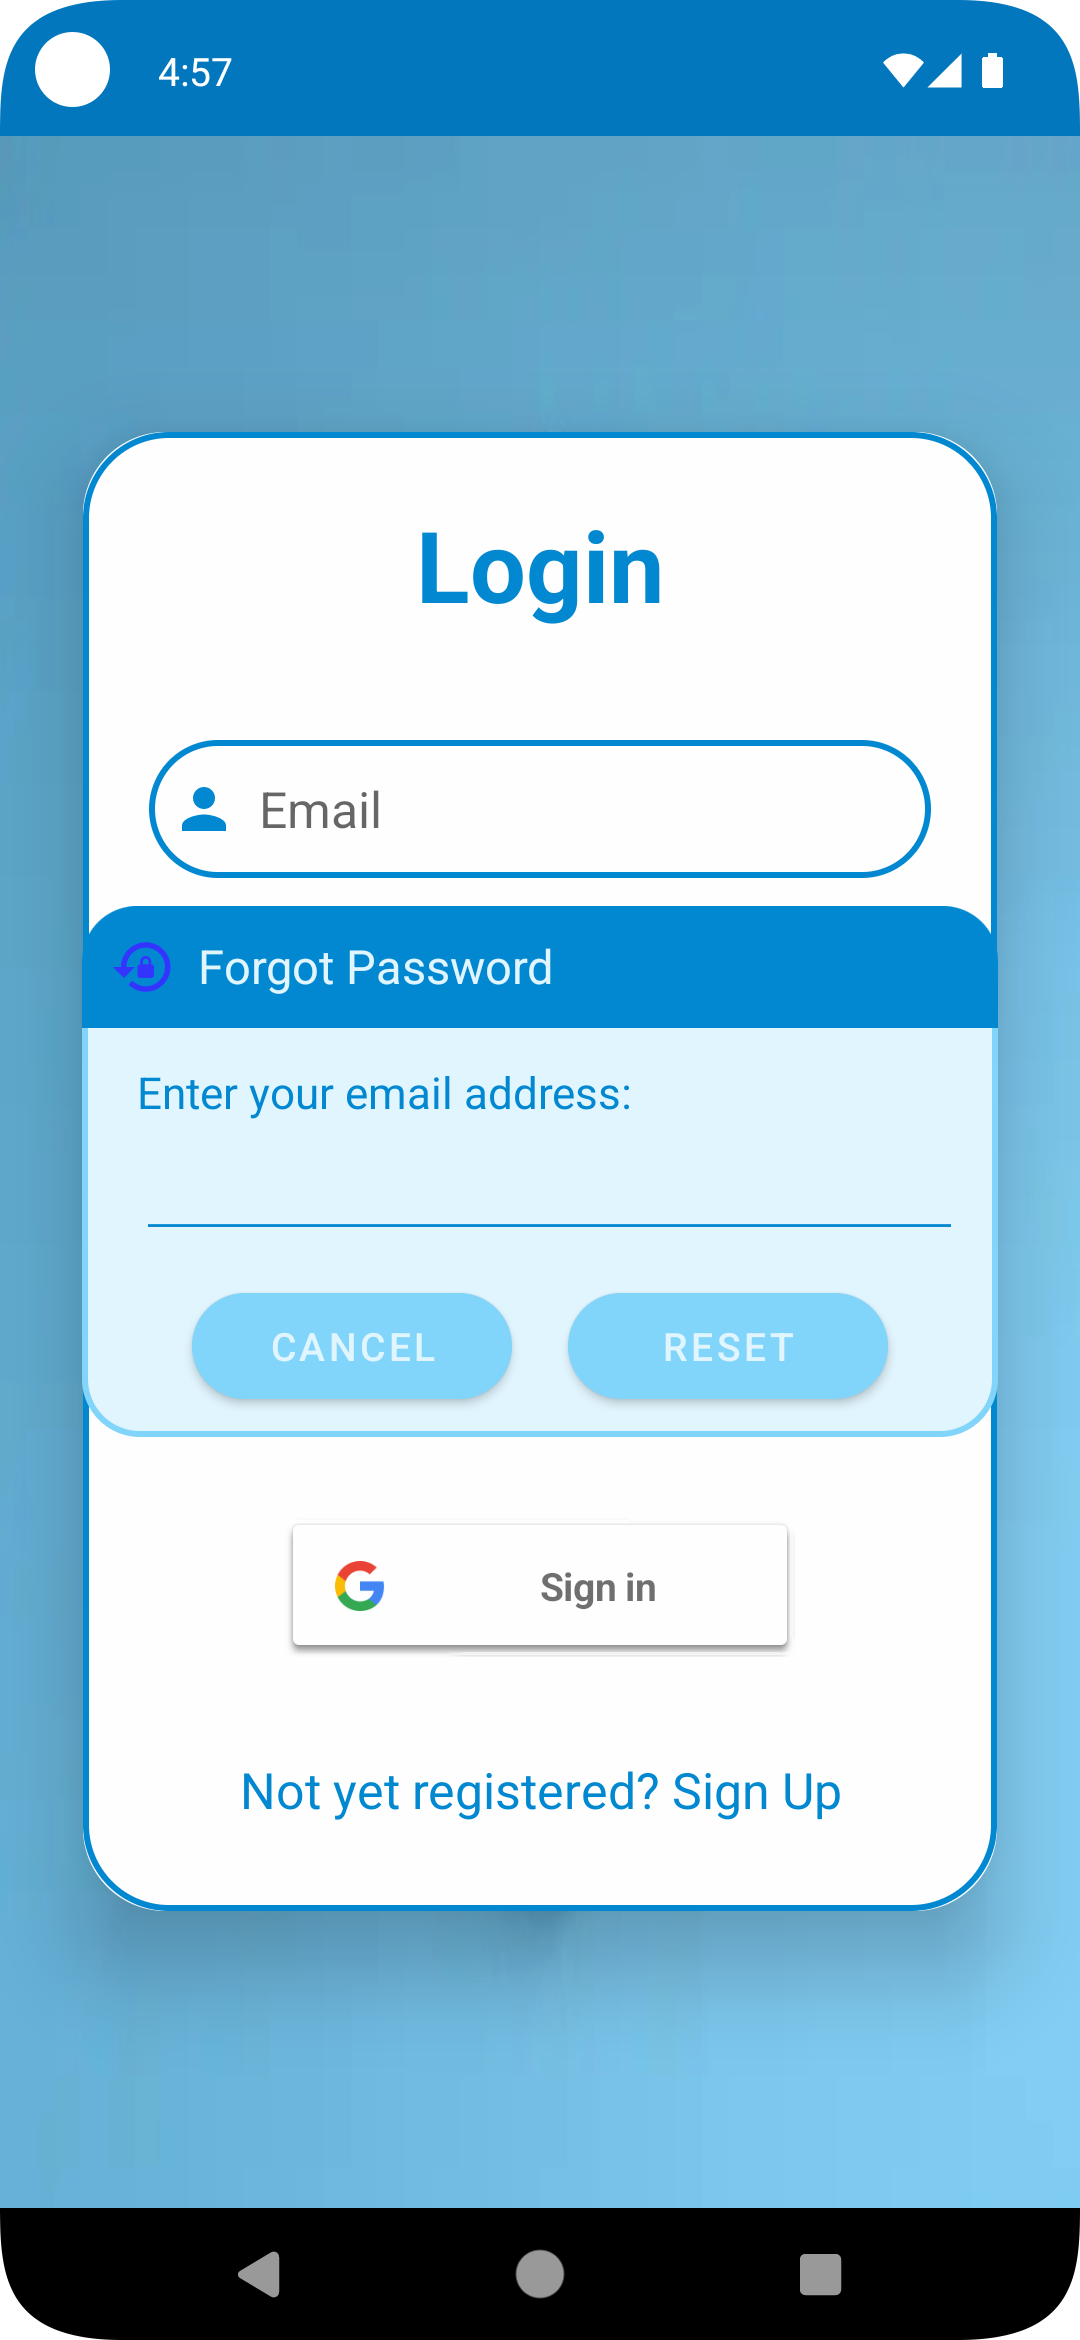 4:57
Login
Email
Forgot Password
Enter your email address:
CANCEL RESET
Sign in
Not yet registered? Sign Up